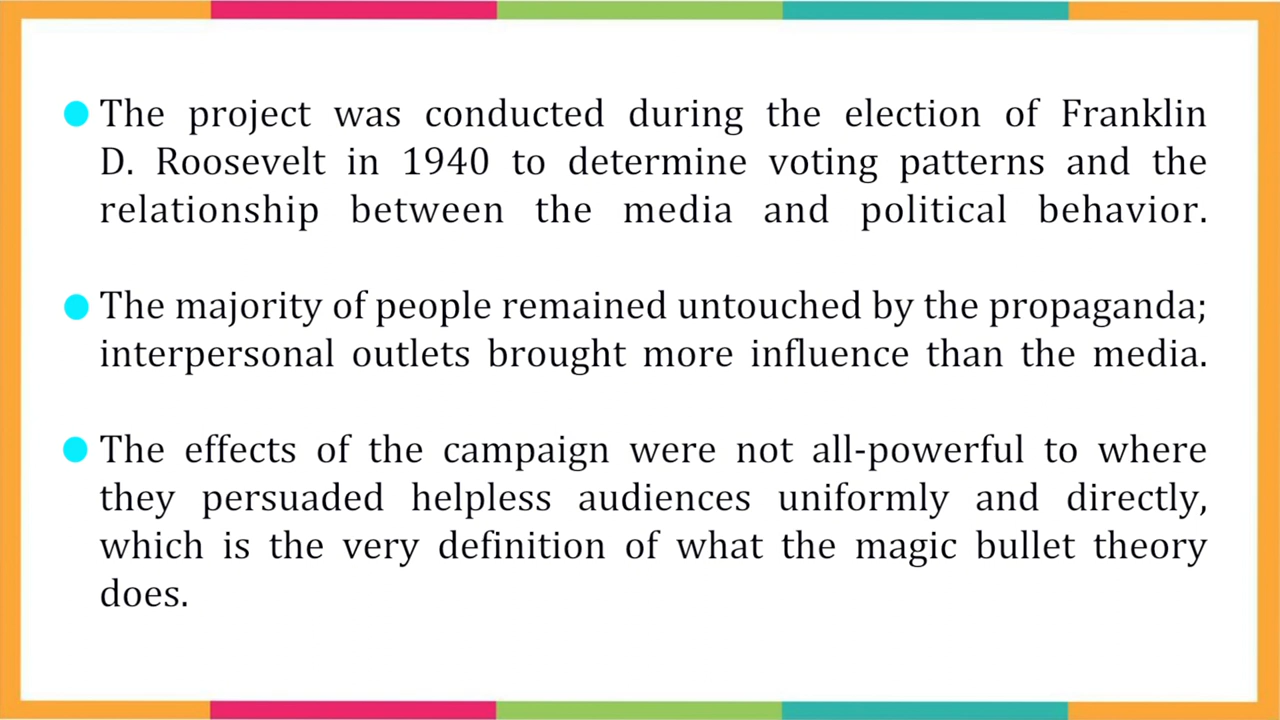 The project was conducted during the election of Franklin
D. Roosevelt in 1940 to determine voting patterns and the
relationship between the media and political behavior.
The majority of people remained untouched by the propaganda;
interpersonal outlets brought more influence than the media.
The effects of the campaign were not all-powerful to where
they persuaded helpless audiences uniformly and directly,
which is the very definition of what the magic bullet theory
does.